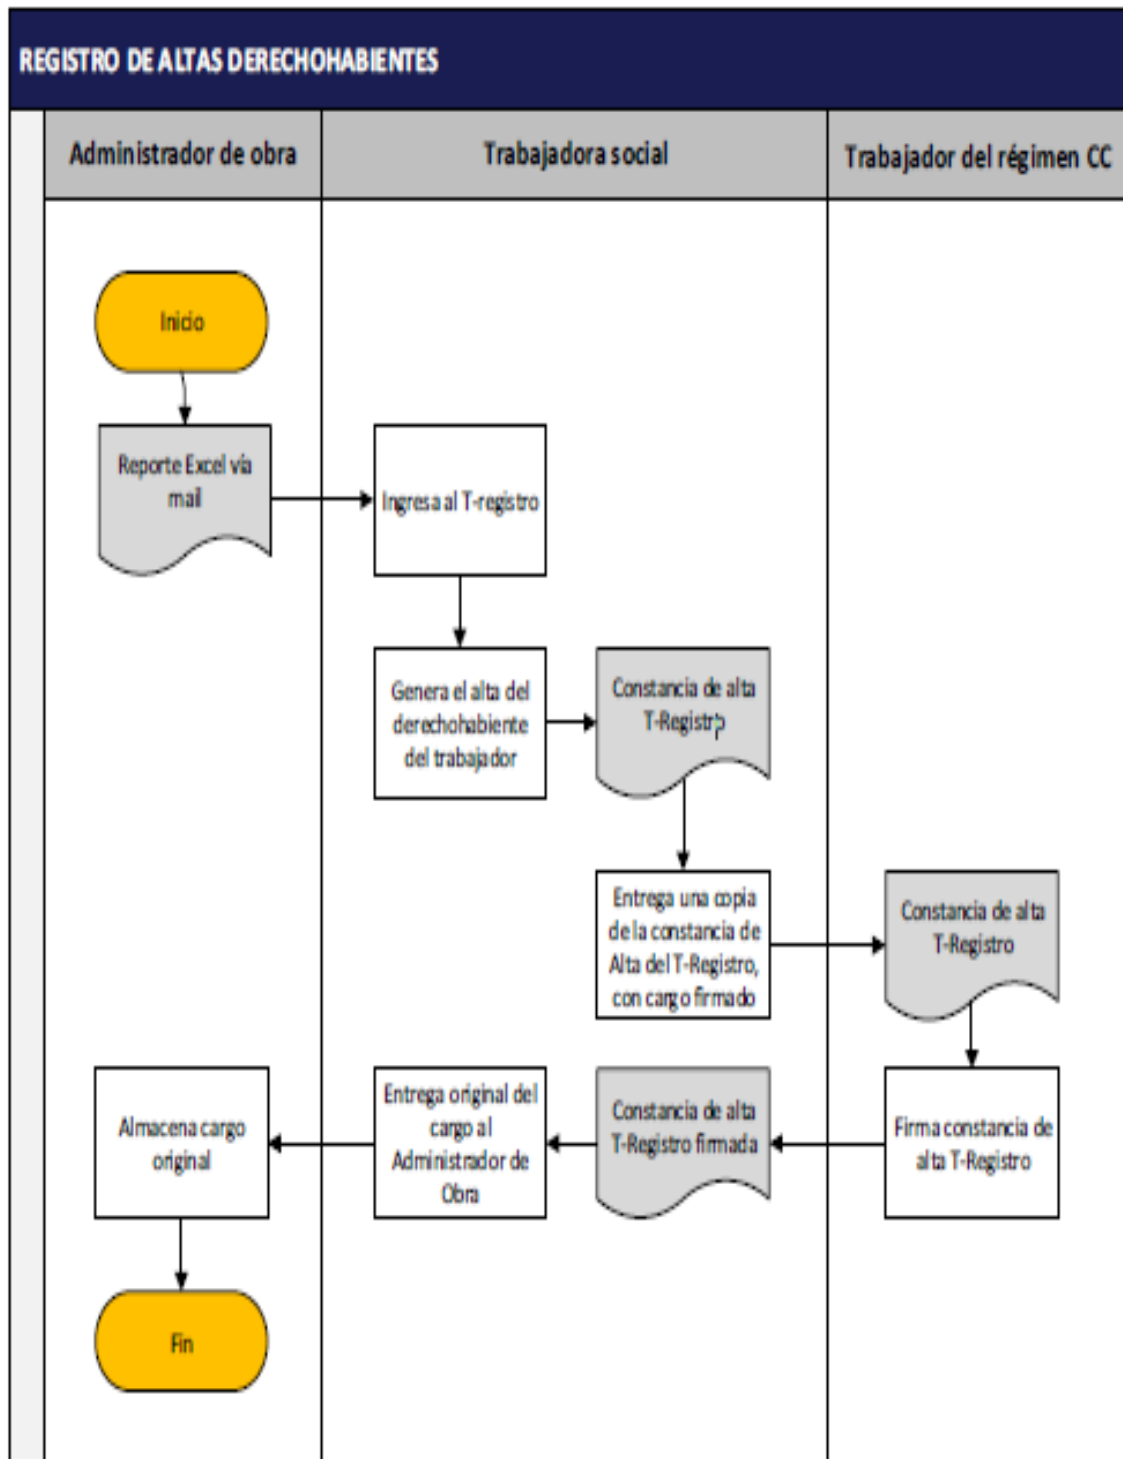 REGISTRO DE ALTAS DERECHOHABIENTES
Administrador de obra
Trabajadora social
Trabajador del régimen CC
Inicio
Reporte Excel vía
mail
Ingresa al T-registro
Genera el alta del
derechohabiente
del trabajador
Constancia de alta
T-Registro
Entrega una copia
de la constancia de
Alta del T-Registro,
con cargo firmado
Constancia de alta
T-Registro
Firma constancia de
alta T-Registro
Constancia de alta
T-Registro firmada
Entrega original del
cargo al
Administrador de
Obra
Almacena cargo
original
Fin